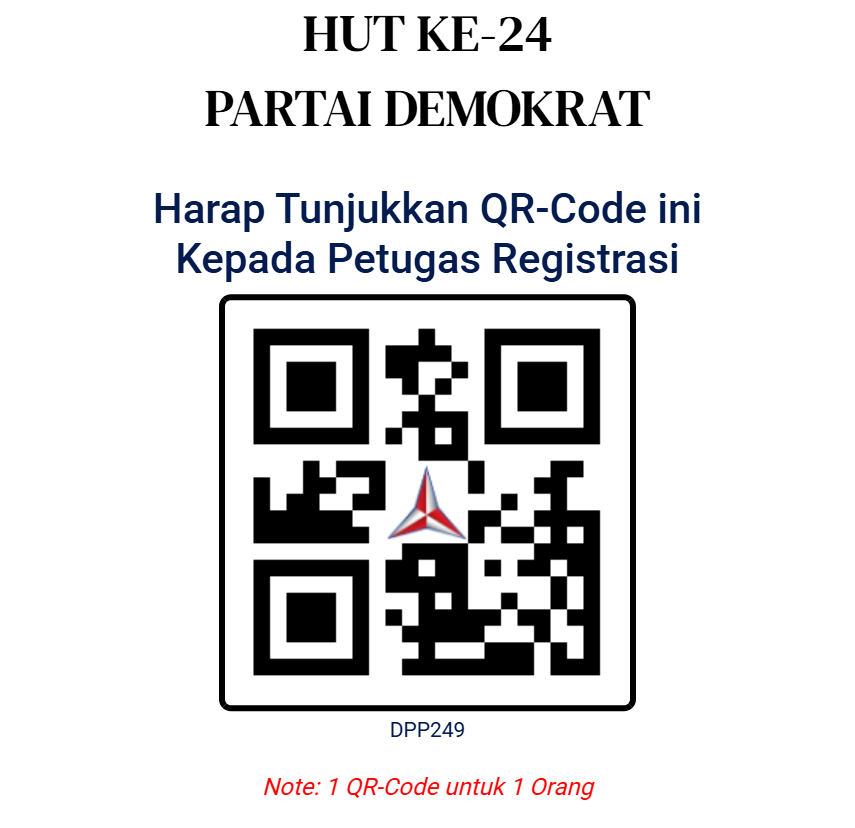 HUT KE-24
PARTAI DEMOKRAT
Harap Tunjukkan QR-Code ini
Kepada Petugas Registrasi
DPP249
Note: 1 QR-Code untuk 1 Orang